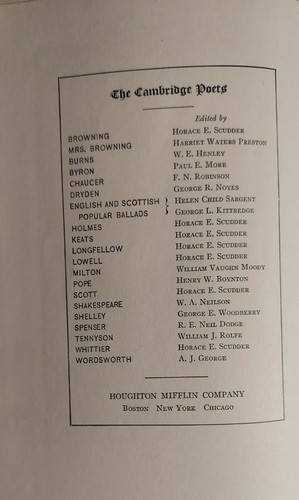 The Cambridge Poets
Edited by
BROWNING HORACE E. SCUDDER
MRS. BROWNING HARRIET WATERS PRESTON
BURNS W. E. HENLEY
BYRON PAUL E. MORE
CHAUCER F. N. ROBINSON
DRYDEN GEORGE R. NOYES
ENGLISH AND SCOTTISH } HELEN CHILD SARGENT
POPULAR BALLADS } GEORGE L. KITTREDGE
HOLMES HORACE E. SCUDDER
KEATS HORACE E. SCUDDER
LONGFELLOW HORACE E. SCUDDER
LOWELL HORACE E. SCUDDER
MILTON WILLIAM VAUGHN MOODY
POPE HENRY W. BOYNTON
SCOTT HORACE E. SCUDDER
SHAKESPEARE W. A. NEILSON
SHELLEY GEORGE E. WOODBERRY
SPENSER R. E. NEIL DODGE
TENNYSON WILLIAM J. ROLFE
WHITTIER HORACE E. SCUDDER
WORDSWORTH A. J. GEORGE
HOUGHTON MIFFLIN COMPANY
BOSTON NEW YORK CHICAGO